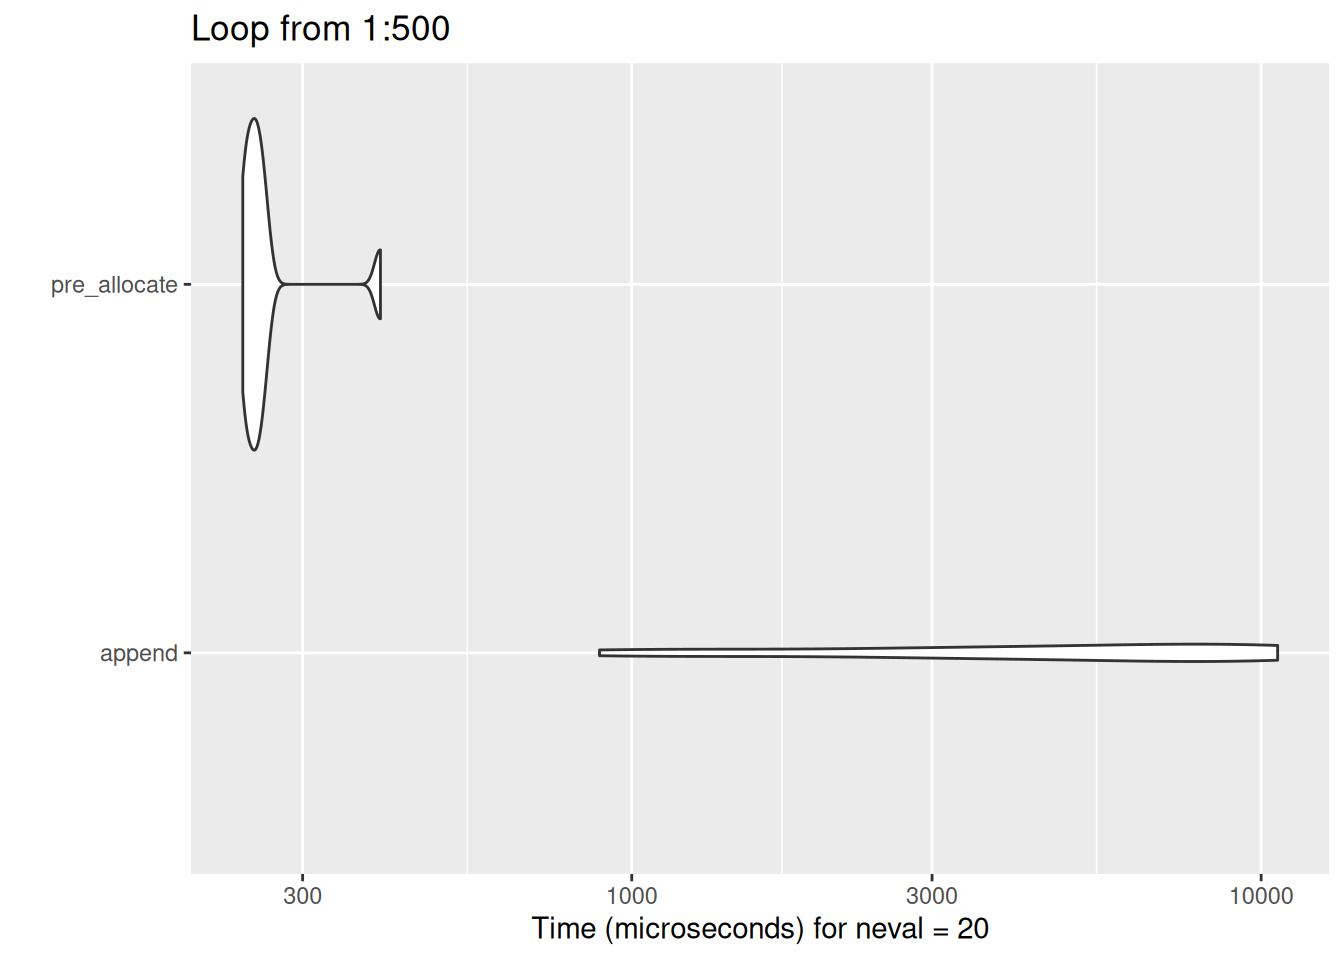 Loop from 1:500
pre_allocate
append
300 1000 3000 10000
Time (microseconds) for neval = 20